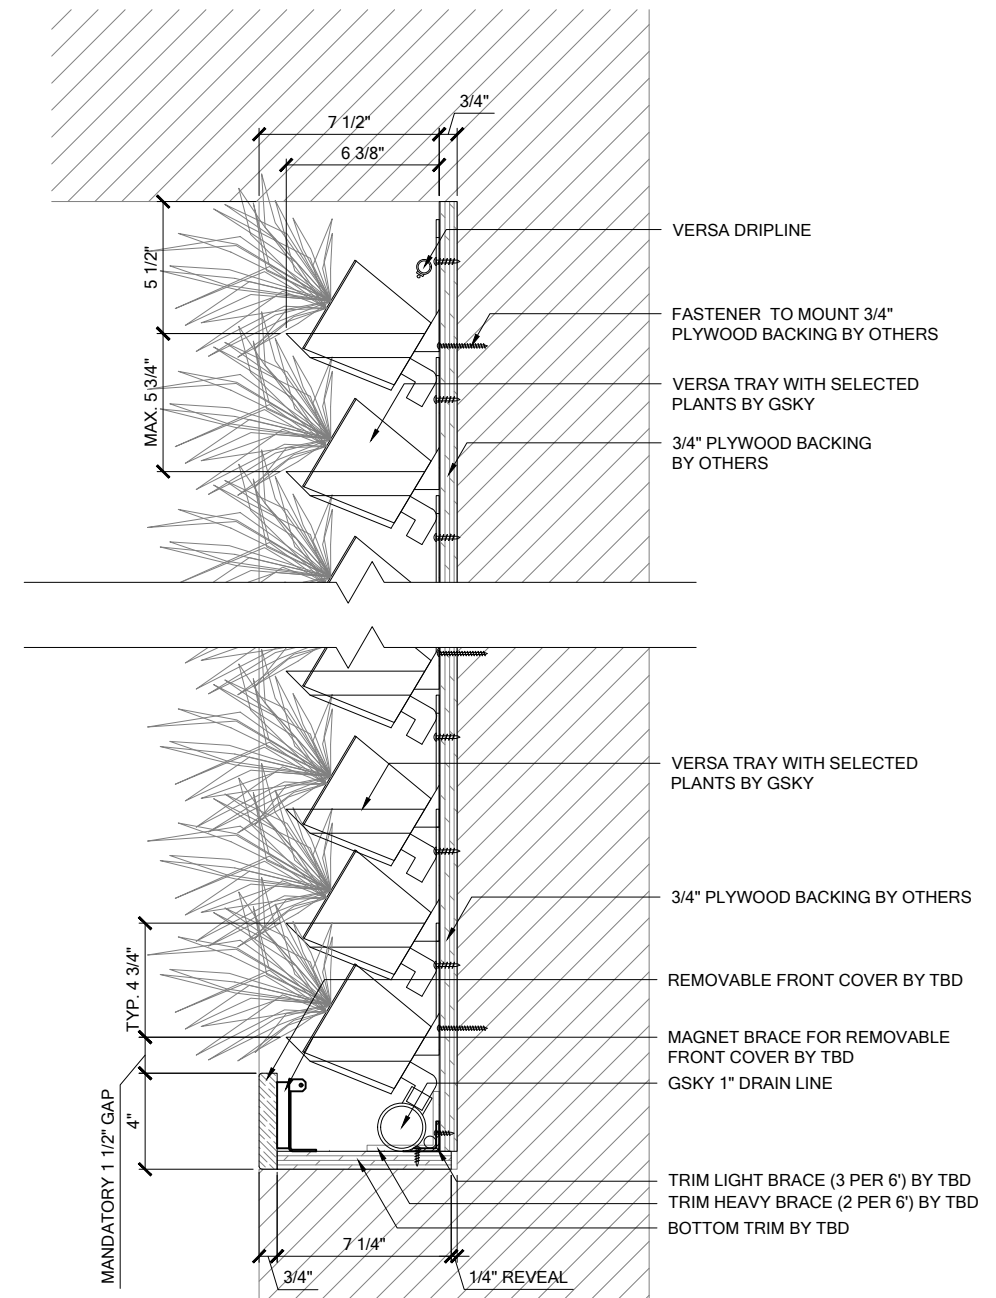 3/4"
7 1/2"
6 3/8"
5 1/2"
MAX. 5 3/4"
VERSA DRIPLINE
FASTENER TO MOUNT 3/4"
PLYWOOD BACKING BY OTHERS
VERSA TRAY WITH SELECTED
PLANTS BY GSKY
3/4" PLYWOOD BACKING
BY OTHERS
VERSA TRAY WITH SELECTED
PLANTS BY GSKY
3/4" PLYWOOD BACKING BY OTHERS
TYP. 4 3/4"
REMOVABLE FRONT COVER BY TBD
MAGNET BRACE FOR REMOVABLE
FRONT COVER BY TBD
GSKY 1" DRAIN LINE
MANDATORY 1 1/2" GAP
4"
TRIM LIGHT BRACE (3 PER 6') BY TBD
TRIM HEAVY BRACE (2 PER 6') BY TBD
BOTTOM TRIM BY TBD
7 1/4"
3/4"
1/4" REVEAL